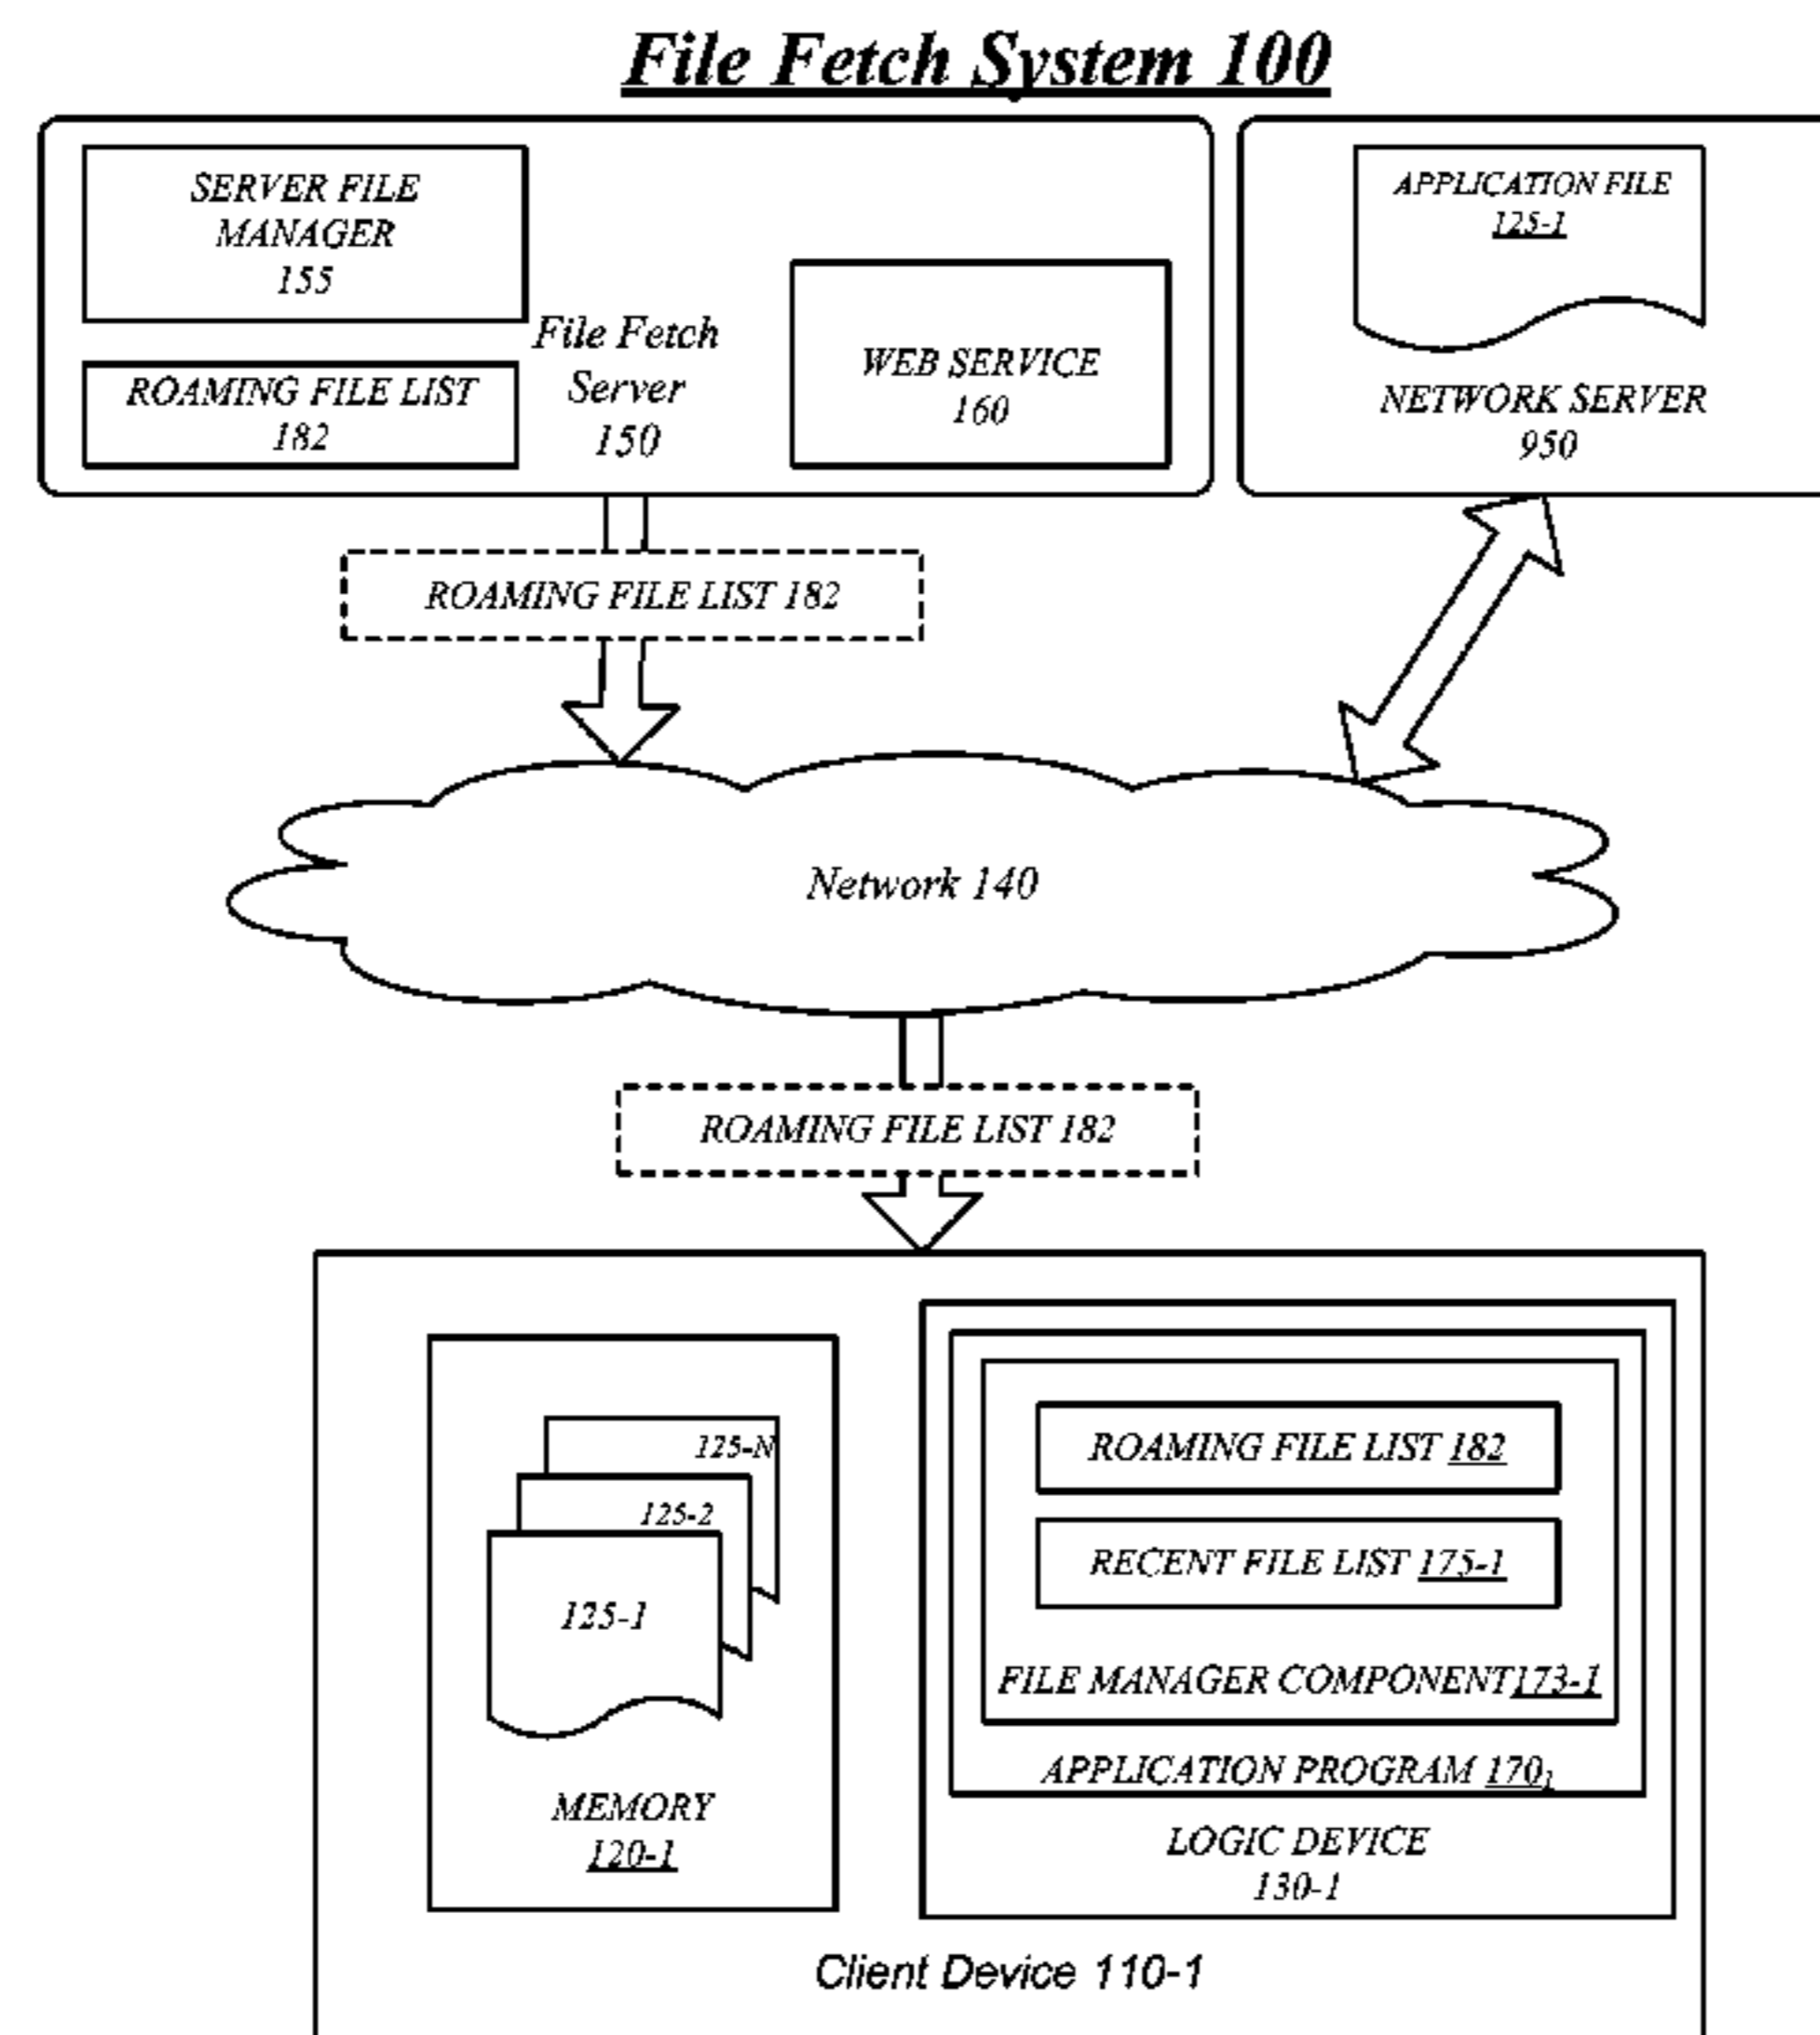 File Fetch System 100
SERVER FILE
MANAGER
155
ROAMING FILE LIST
182
File Fetch
Server
150
WEB SERVICE
160
APPLICATION FILE
125-1
NETWORK SERVER
950
ROAMING FILE LIST 182
Network 140
ROAMING FILE LIST 182
125-N
125-2
125-1
MEMORY
120-1
ROAMING FILE LIST 182
RECENT FILE LIST 175-1
FILE MANAGER COMPONENT173-1
APPLICATION PROGRAM 1701
LOGIC DEVICE
130-1
Client Device 110-1